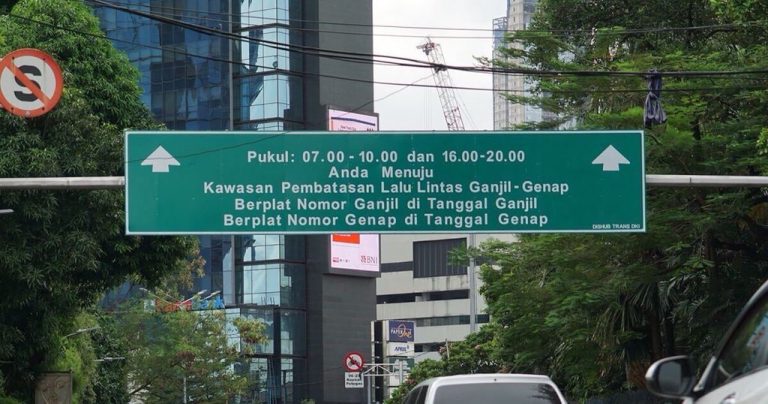 S
Pukul: 07.00 - 10.00 dan 16.00-20.00
Anda Menuju
Kawasan Pembatasan Lalu Lintas Ganjil-Genap
Berplat Nomor Ganjil di Tanggal Ganjil
Berplat Nomor Genap di Tanggal Genap
DISHUB TRANS DKI
BNI